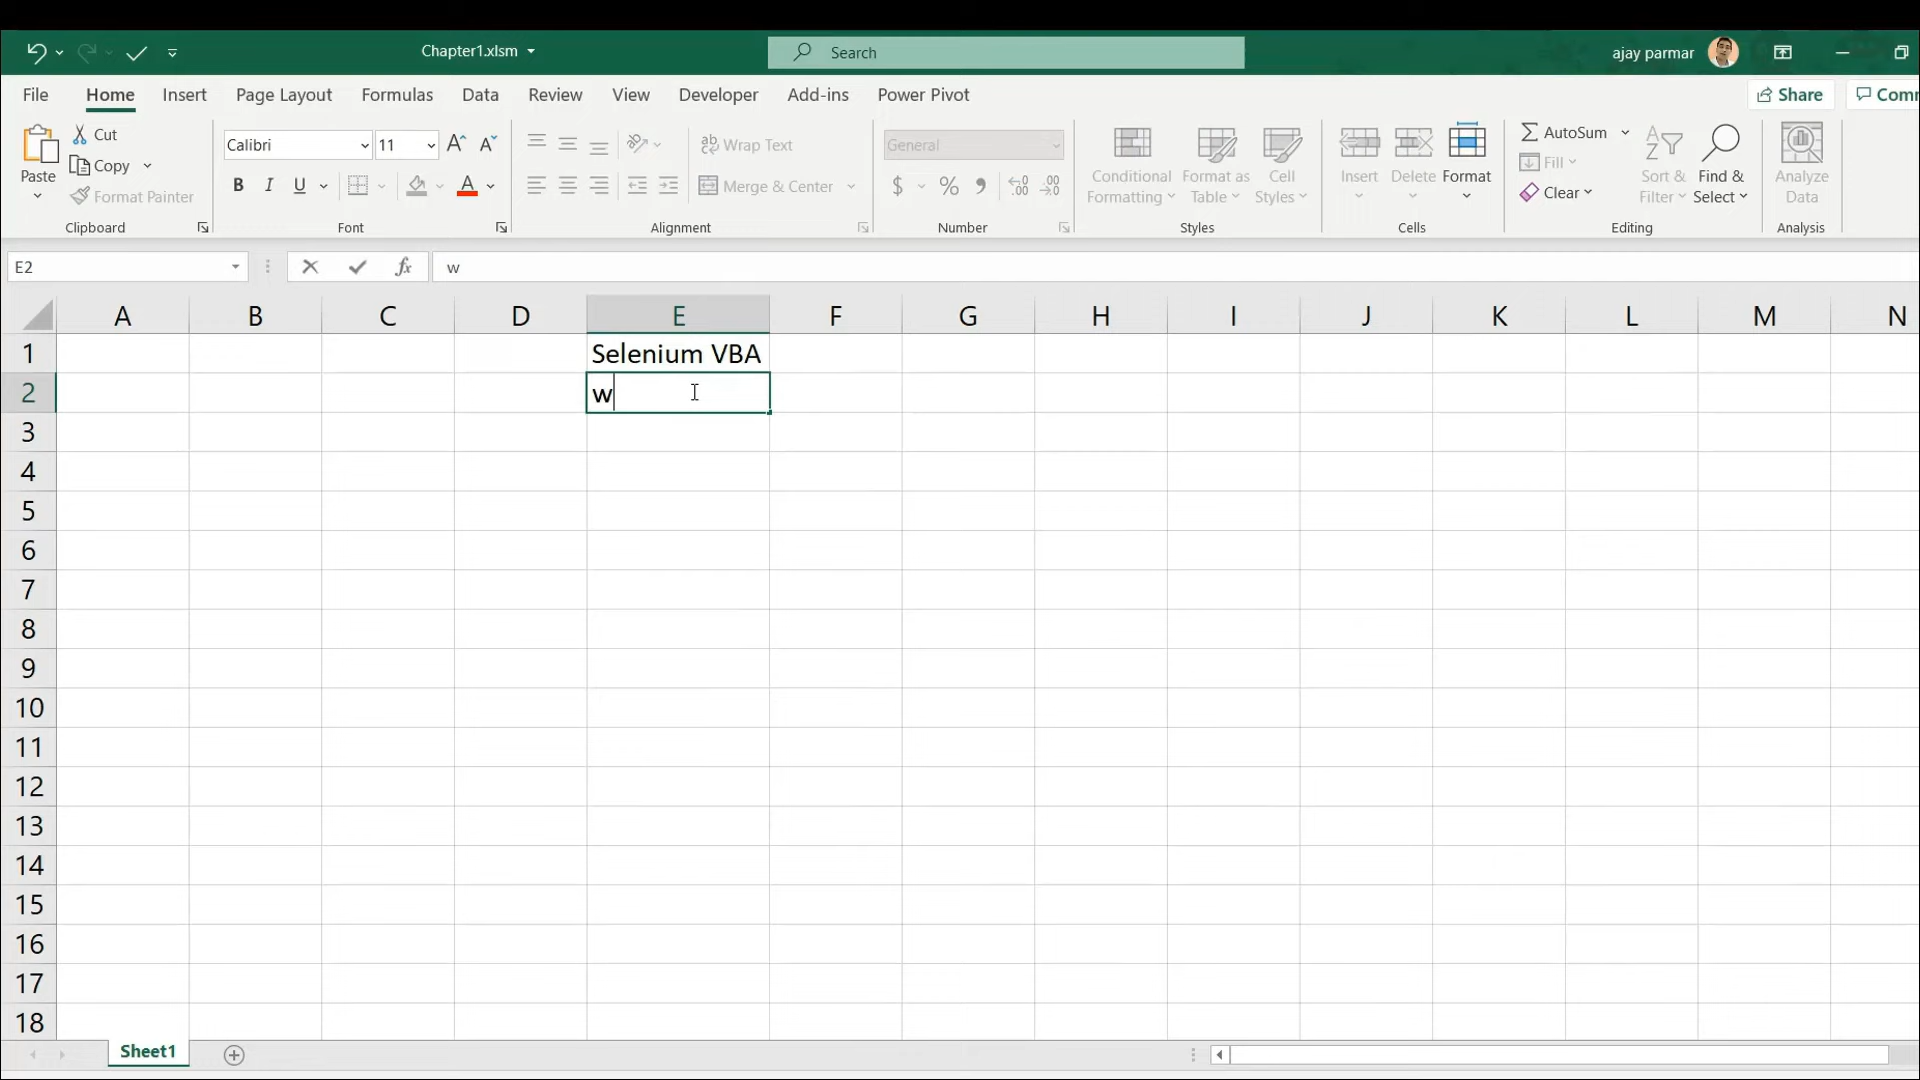 Chapter1.xlsm
Search
ajay parmar
File Home Insert Page Layout Formulas Data Review View Developer Add-ins Power Pivot
Share
Comm
Paste
Cut
Copy
Format Painter
Clipboard
Calibri 11
B I U A
Font
ab Wrap Text
Merge & Center
Alignment
General
$ % 9 .00
Number
Conditional Formatting
Format as Table
Cell Styles
Styles
Insert Delete Format
Cells
AutoSum
Fill
Clear
Sort & Filter
Find & Select
Editing
Analyze Data
Analysis
E2 fx w
A B C D E F G H I J K L M N
1 Selenium VBA
2 w
3
4
5
6
7
8
9
10
11
12
13
14
15
16
17
18
Sheet1